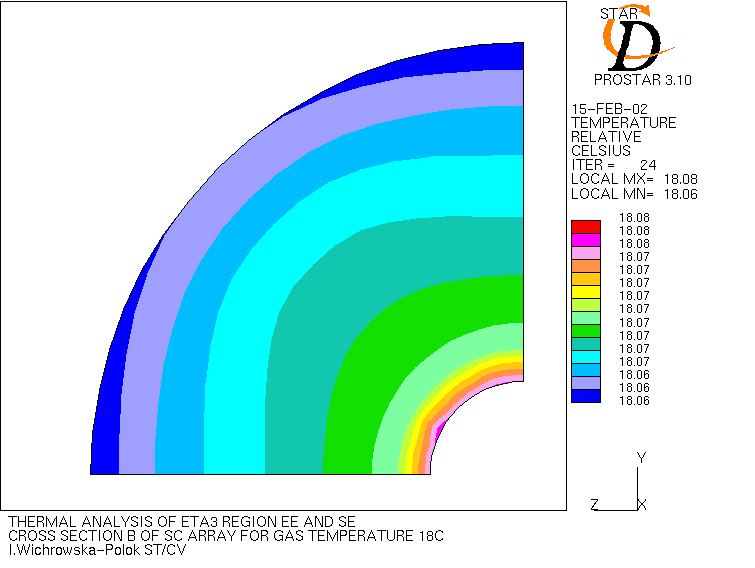 STAR
D
PROSTAR 3.10
15-FEB-02
TEMPERATURE
RELATIVE
CELSIUS
ITER = 24
LOCAL MX= 18.08
LOCAL MN= 18.06
18.08
18.08
18.08
18.07
18.07
18.07
18.07
18.07
18.07
18.07
18.07
18.06
18.06
18.06
18.06
Y
Z
X
THERMAL ANALYSIS OF ETA3 REGION EE AND SE
CROSS SECTION B OF SC ARRAY FOR GAS TEMPERATURE 18C
I.Wichrowska-Polok ST/CV